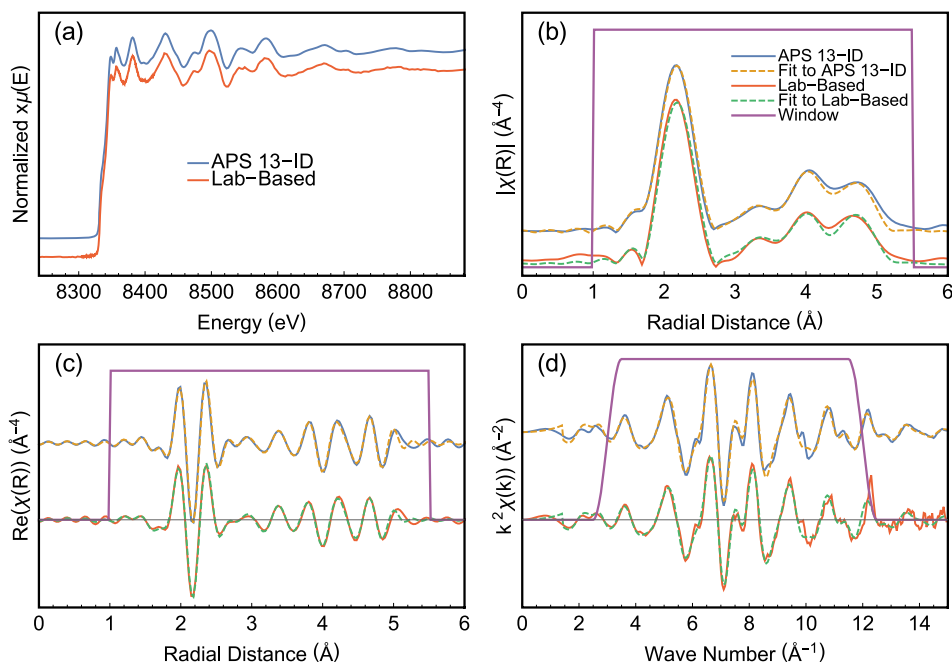 (a)
Normalized xμ(E)
APS 13−ID
Lab−Based
8300 8400 8500 8600 8700 8800
Energy (eV)
(b)
|χ(R)| (Å⁻⁴)
APS 13−ID
Fit to APS 13−ID
Lab−Based
Fit to Lab−Based
Window
0 1 2 3 4 5 6
Radial Distance (Å)
(c)
Re(χ(R)) (Å⁻⁴)
0 1 2 3 4 5 6
Radial Distance (Å)
(d)
k² χ(k)) (Å⁻²)
0 2 4 6 8 10 12 14
Wave Number (Å⁻¹)